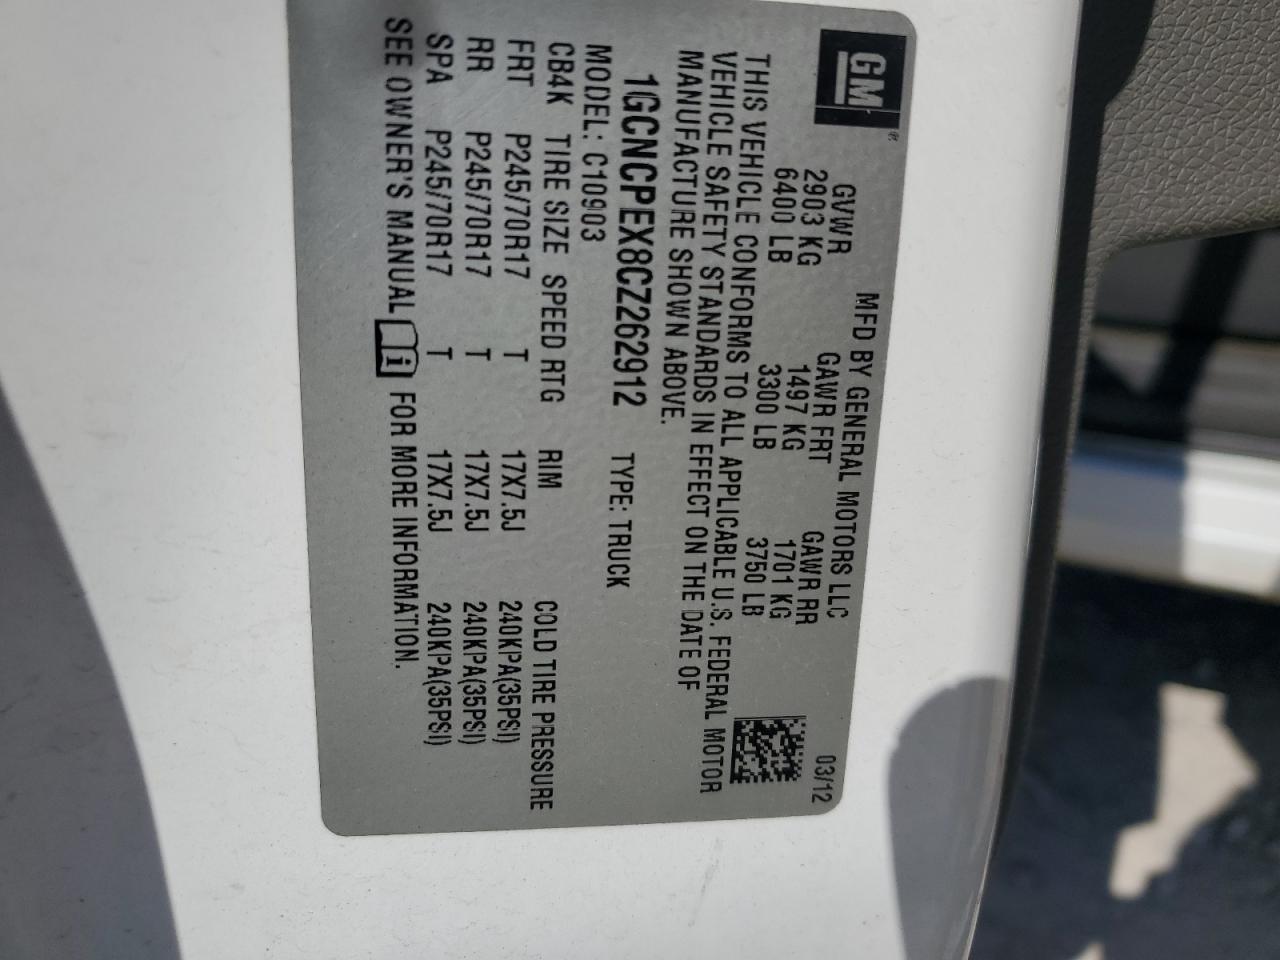 GM®
MFD BY GENERAL MOTORS LLC 03/12
GVWR GAWR FRT GAWR RR
2903 KG 1497 KG 1701 KG
6400 LB 3300 LB 3750 LB
THIS VEHICLE CONFORMS TO ALL APPLICABLE U.S. FEDERAL MOTOR
VEHICLE SAFETY STANDARDS IN EFFECT ON THE DATE OF
MANUFACTURE SHOWN ABOVE.
1GCNCPEX8CZ262912 TYPE: TRUCK
MODEL: C10903
CB4K TIRE SIZE SPEED RTG RIM COLD TIRE PRESSURE
FRT P245/70R17 T 17X7.5J 240KPA(35PSI)
RR P245/70R17 T 17X7.5J 240KPA(35PSI)
SPA P245/70R17 T 17X7.5J 240KPA(35PSI)
SEE OWNER'S MANUAL i FOR MORE INFORMATION.